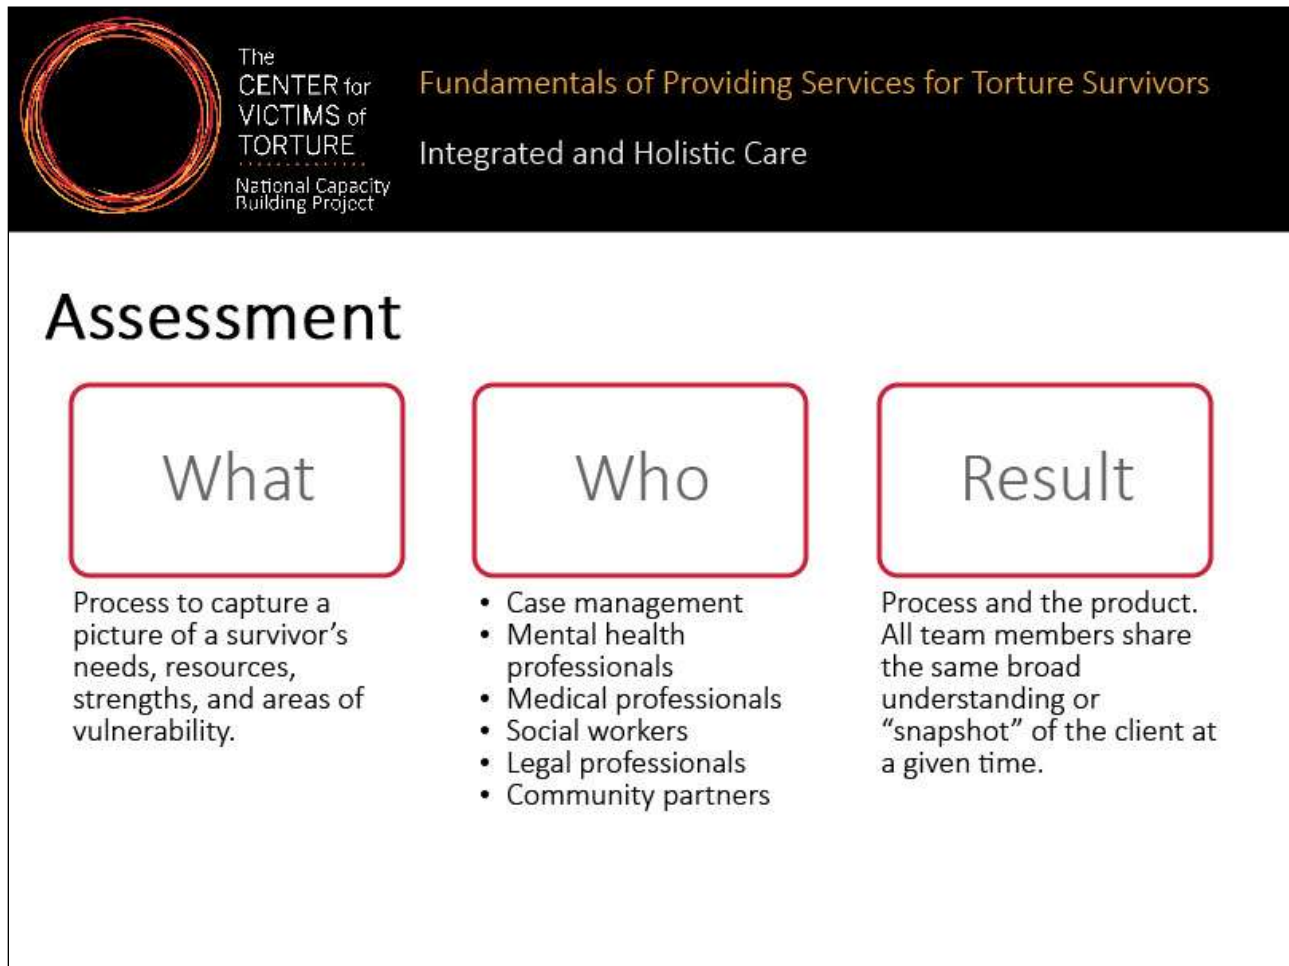 The
CENTER for
VICTIMS of
TORTURE
National Capacity
Building Project
Fundamentals of Providing Services for Torture Survivors
Integrated and Holistic Care
Assessment
What
Process to capture a
picture of a survivor’s
needs, resources,
strengths, and areas of
vulnerability.
Who
• Case management
• Mental health
professionals
• Medical professionals
• Social workers
• Legal professionals
• Community partners
Result
Process and the product.
All team members share
the same broad
understanding or
“snapshot” of the client at
a given time.